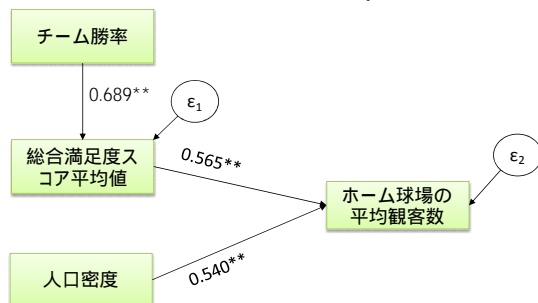 チーム勝率
0.689**
ε1
総合満足度ス
コア平均値
0.565**
ε2
ホーム球場の
平均観客数
人口密度
0.540**